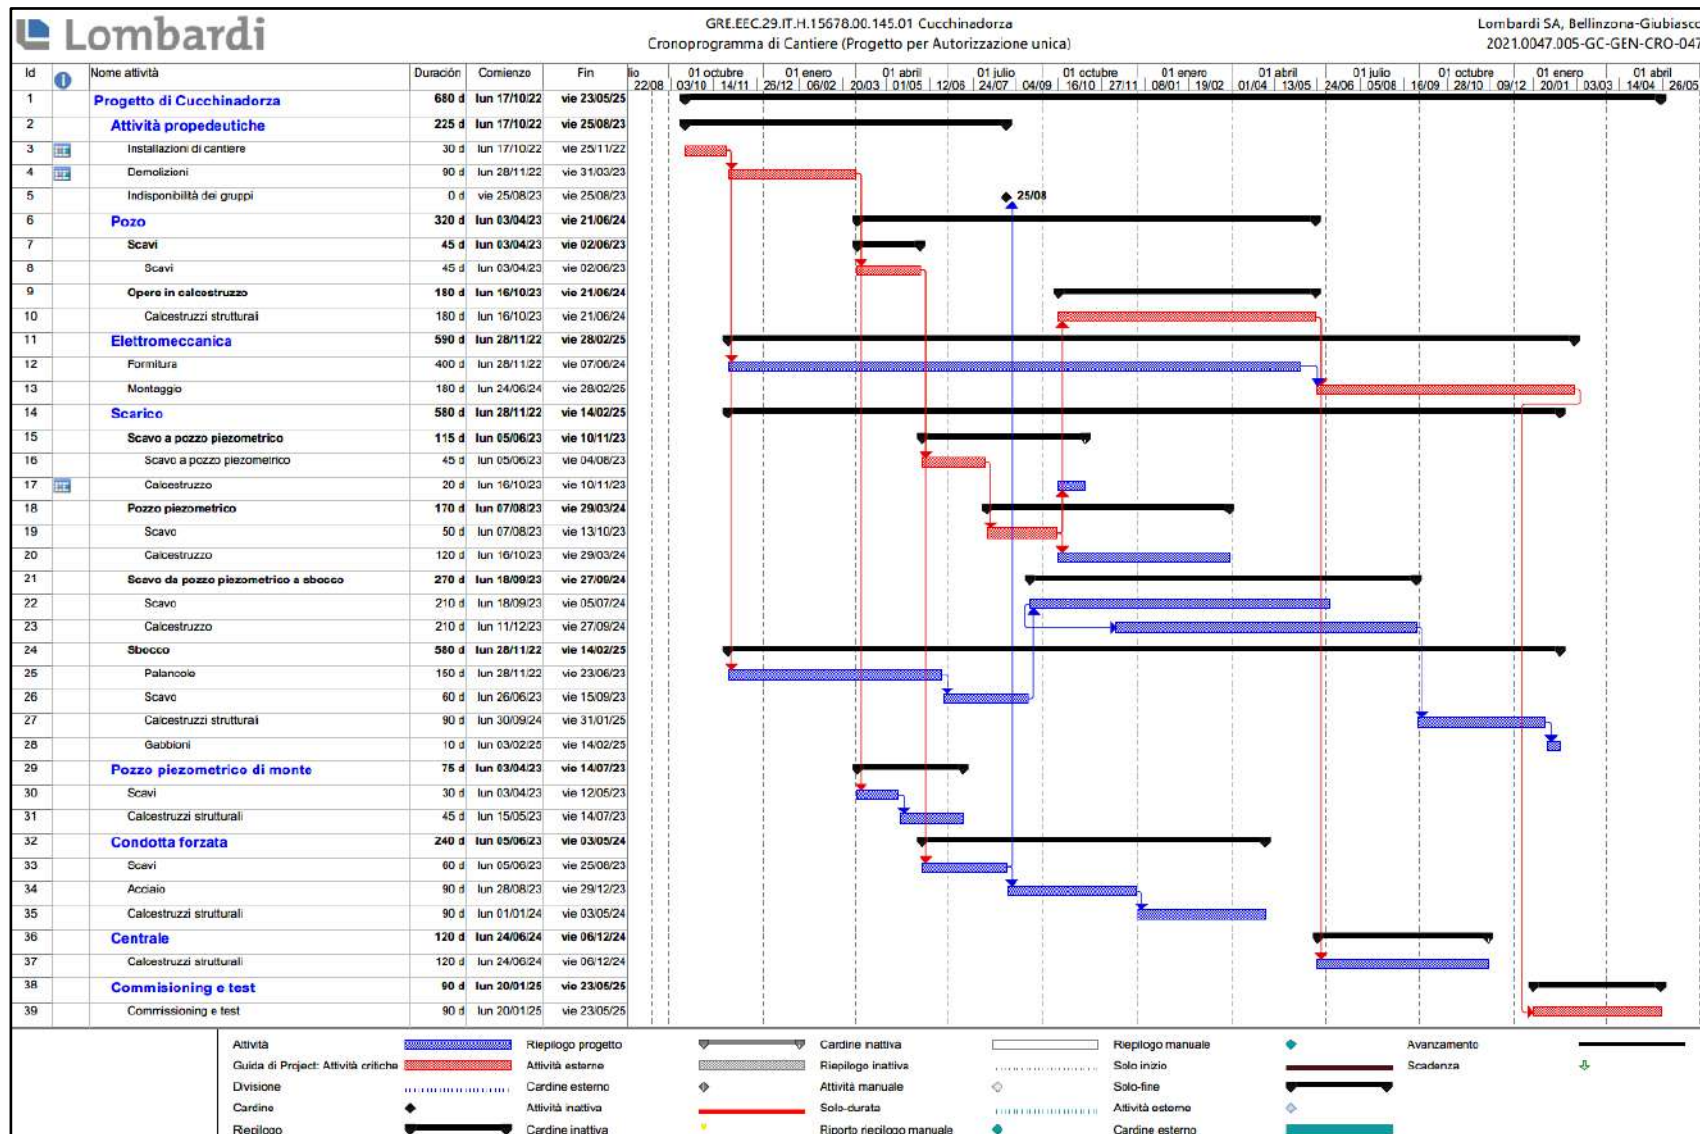 Lombardi
GRE.EEC.29.IT.H.15678.00.145.01 Cucchinadorza
Cronoprogramma di Cantiere (Progetto per Autorizzazione unica)
Lombardi SA, Bellinzona-Giubiasco
2021.0047.005-GC-GEN-CRO-047
Id Nome attività Duración Comienzo Fin
lio 01 octubre 01 enero 01 abril 01 julio 01 octubre 01 enero 01 abril 01 julio 01 octubre 01 enero 01 abril
22/08 03/10 14/11 26/12 06/02 20/03 01/05 12/06 24/07 04/09 16/10 27/11 08/01 19/02 01/04 13/05 24/06 05/08 16/09 28/10 09/12 20/01 03/03 14/04 26/05
1 Progetto di Cucchinadorza 680 d lun 17/10/22 vie 23/05/25
2 Attività propedeutiche 225 d lun 17/10/22 vie 25/08/23
3 Installazioni di cantiere 30 d lun 17/10/22 vie 25/11/22
4 Demolizioni 90 d lun 28/11/22 vie 31/03/23
5 Indisponibilità dei gruppi 0 d vie 25/08/23 vie 25/08/23 25/08
6 Pozo 320 d lun 03/04/23 vie 21/06/24
7 Scavi 45 d lun 03/04/23 vie 02/06/23
8 Scavi 45 d lun 03/04/23 vie 02/06/23
9 Opere in calcestruzzo 180 d lun 16/10/23 vie 21/06/24
10 Calcestruzzi strutturali 180 d lun 16/10/23 vie 21/06/24
11 Elettromeccanica 590 d lun 28/11/22 vie 28/02/25
12 Fornitura 400 d lun 28/11/22 vie 07/06/24
13 Montaggio 180 d lun 24/06/24 vie 28/02/25
14 Scarico 580 d lun 28/11/22 vie 14/02/25
15 Scavo a pozzo piezometrico 115 d lun 05/06/23 vie 10/11/23
16 Scavo a pozzo piezometrico 45 d lun 05/06/23 vie 04/08/23
17 Calcestruzzo 20 d lun 16/10/23 vie 10/11/23
18 Pozzo piezometrico 170 d lun 07/08/23 vie 29/03/24
19 Scavo 50 d lun 07/08/23 vie 13/10/23
20 Calcestruzzo 120 d lun 16/10/23 vie 29/03/24
21 Scavo da pozzo piezometrico a sbocco 270 d lun 18/09/23 vie 27/09/24
22 Scavo 210 d lun 18/09/23 vie 05/07/24
23 Calcestruzzo 210 d lun 11/12/23 vie 27/09/24
24 Sbocco 580 d lun 28/11/22 vie 14/02/25
25 Palancole 150 d lun 28/11/22 vie 23/06/23
26 Scavo 60 d lun 26/06/23 vie 15/09/23
27 Calcestruzzi strutturali 90 d lun 30/09/24 vie 31/01/25
28 Gabbioni 10 d lun 03/02/25 vie 14/02/25
29 Pozzo piezometrico di monte 75 d lun 03/04/23 vie 14/07/23
30 Scavi 30 d lun 03/04/23 vie 12/05/23
31 Calcestruzzi strutturali 45 d lun 15/05/23 vie 14/07/23
32 Condotta forzata 240 d lun 05/06/23 vie 03/05/24
33 Scavi 60 d lun 05/06/23 vie 25/08/23
34 Acciaio 90 d lun 28/08/23 vie 29/12/23
35 Calcestruzzi strutturali 90 d lun 01/01/24 vie 03/05/24
36 Centrale 120 d lun 24/06/24 vie 06/12/24
37 Calcestruzzi strutturali 120 d lun 24/06/24 vie 06/12/24
38 Commisioning e test 90 d lun 20/01/25 vie 23/05/25
39 Commissioning e test 90 d lun 20/01/25 vie 23/05/25
Attività Riepilogo progetto Cardine inattiva Riepilogo manuale Avanzamento
Guida di Project: Attività critiche Attività esterne Riepilogo inattiva Solo inizio Scadenza
Divisione Cardine esterno Attività manuale Solo-fine
Cardine Attività inattiva Solo-durata Attività esterne
Riepilogo Cardine inattiva Riporto riepilogo manuale Cardine esterno